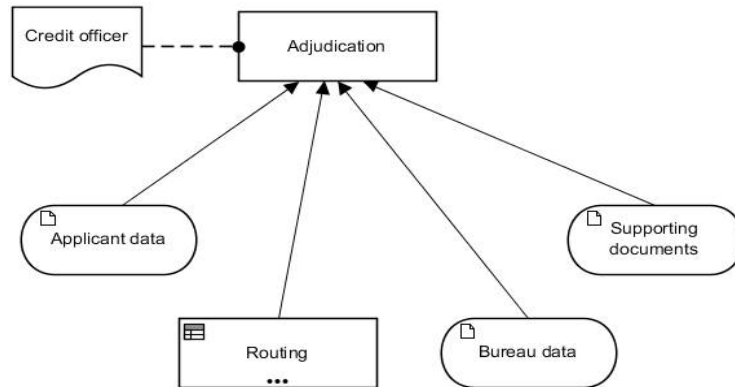 Credit officer
Adjudication
Applicant data
Supporting
documents
Routing
Bureau data